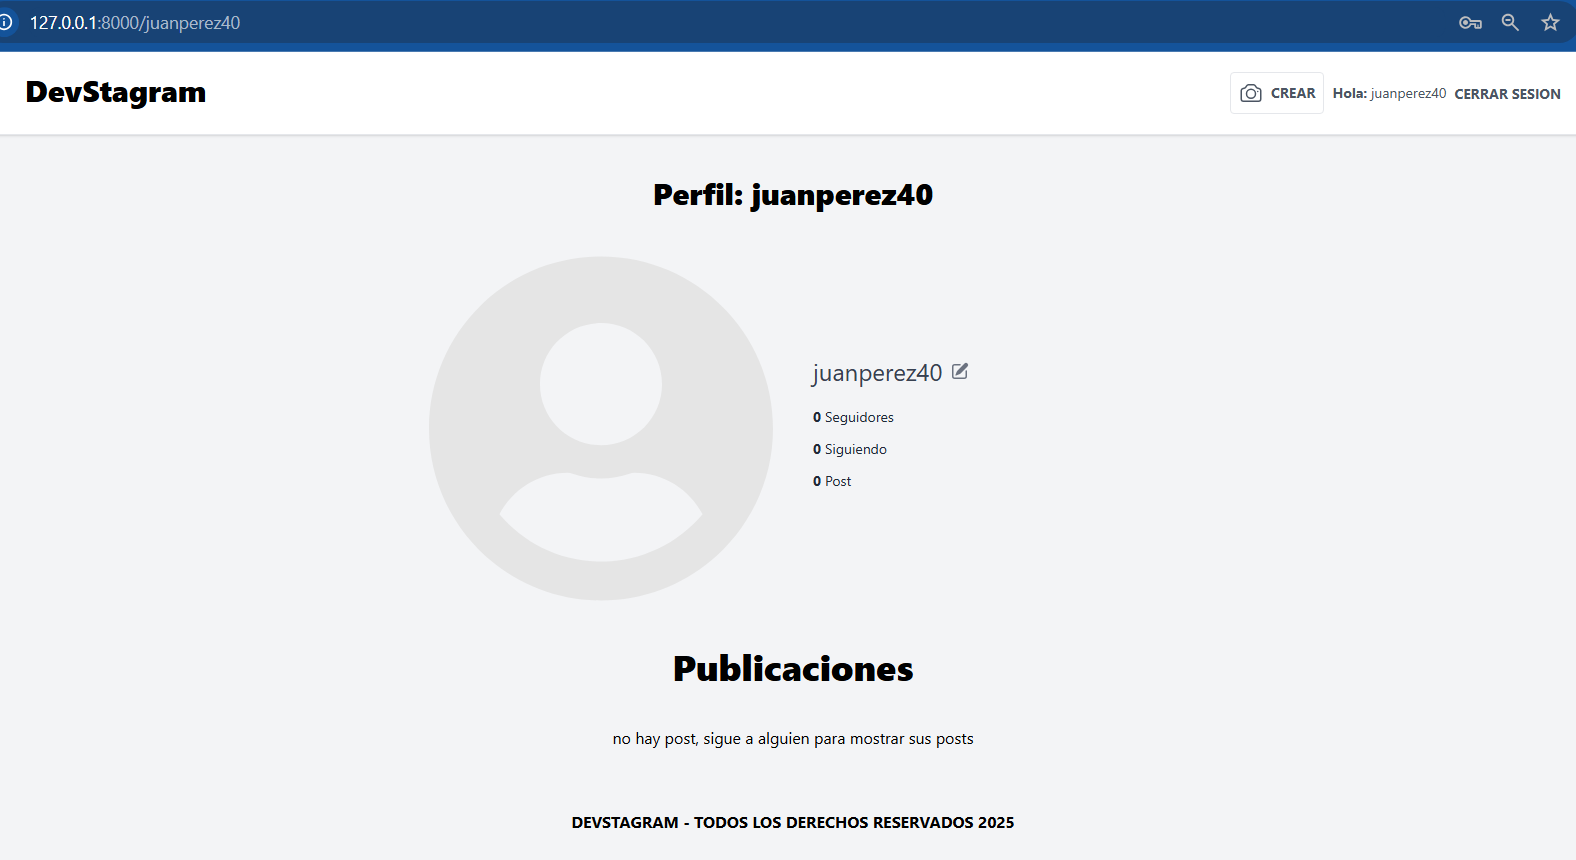 127.0.0.1:8000/juanperez40
DevStagram
CREAR Hola: juanperez40 CERRAR SESION
Perfil: juanperez40
juanperez40
0 Seguidores
0 Siguiendo
0 Post
Publicaciones
no hay post, sigue a alguien para mostrar sus posts
DEVSTAGRAM - TODOS LOS DERECHOS RESERVADOS 2025